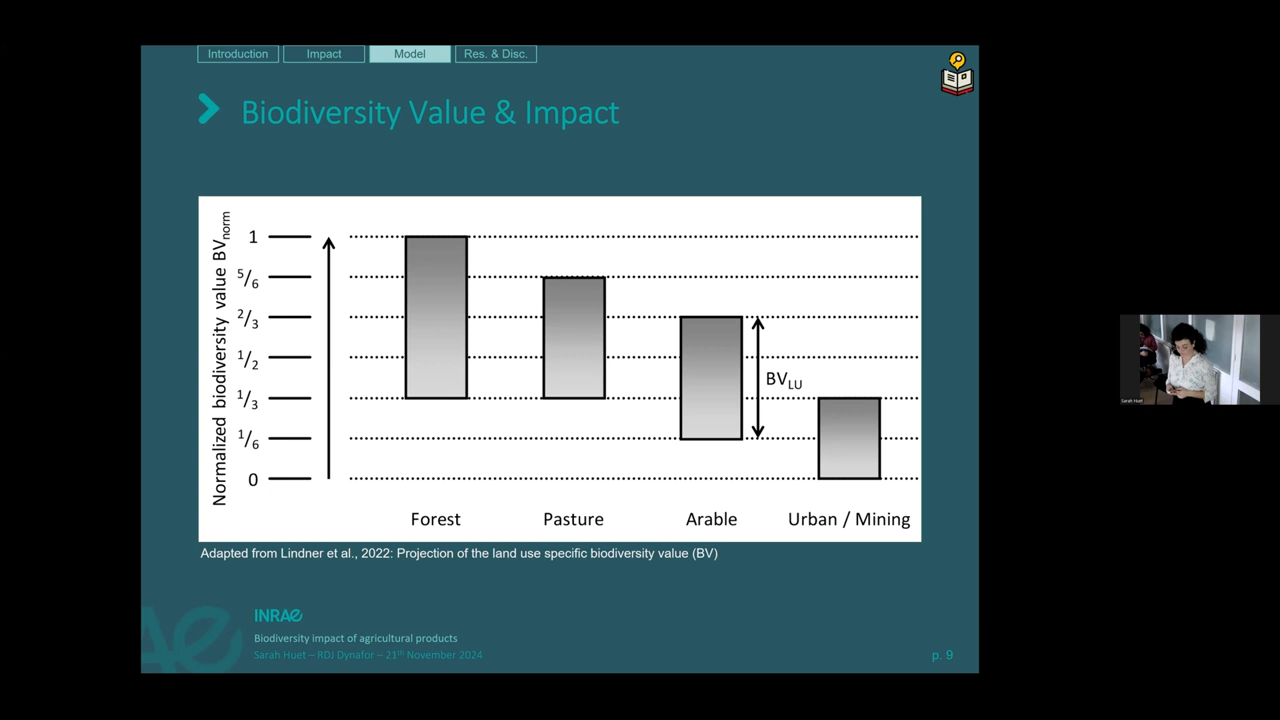 Introduction
Impact
Model
Res. & Disc.
Biodiversity Value & Impact
Normalized biodiversity value BVnorm
1
5/6
2/3
1/2
1/3
1/6
0
BVLU
Forest
Pasture
Arable
Urban / Mining
Adapted from Lindner et al., 2022: Projection of the land use specific biodiversity value (BV)
INRAE
Biodiversity impact of agricultural products
Sarah Huet – RDJ Dynafor – 21th November 2024
p. 9
Sarah Huet